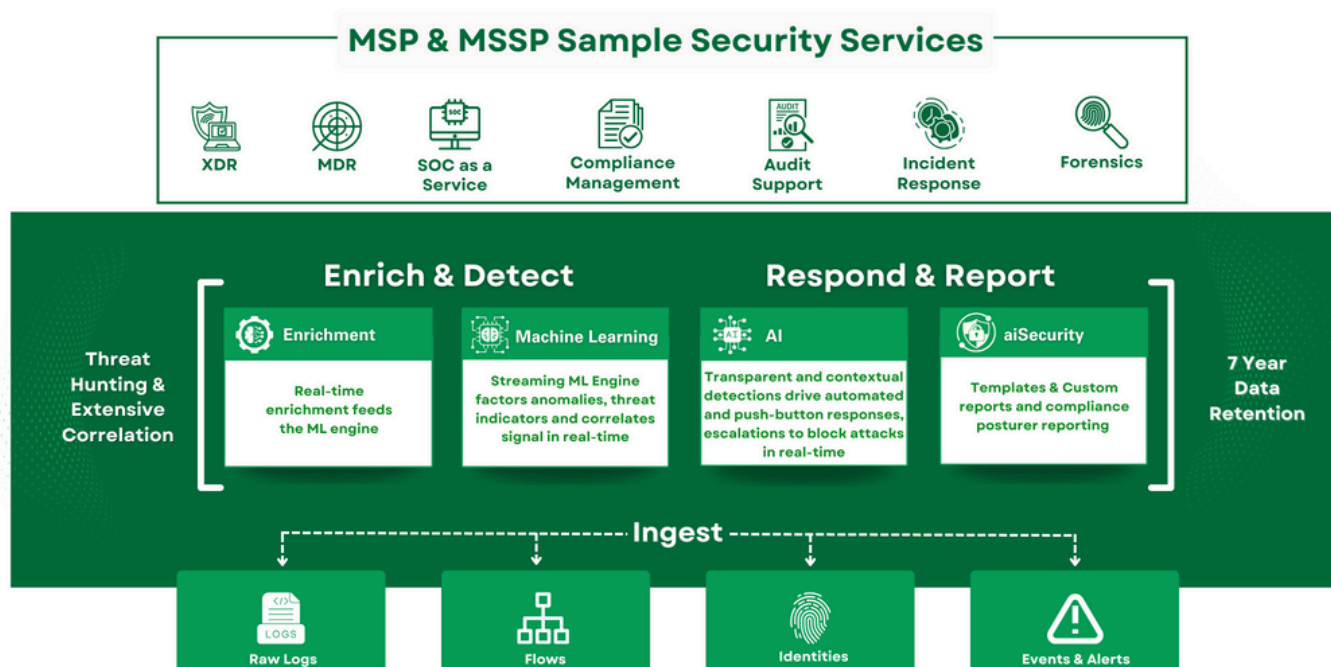 MSP & MSSP Sample Security Services
SOC
AUDIT
XDR
MDR
SOC as a
Service
Compliance
Management
Audit
Support
Incident
Response
Forensics
Enrich & Detect
Respond & Report
Threat
Hunting &
Extensive
Correlation
Enrichment
Real-time
enrichment feeds
the ML engine
Machine Learning
Streaming ML Engine
factors anomalies, threat
indicators and correlates
signal in real-time
AI
AI
Transparent and contextual
detections drive automated
and push-button responses,
escalations to block attacks
in real-time
aiSecurity
Templates & Custom
reports and compliance
posturer reporting
7 Year
Data
Retention
Ingest
</>
LOGS
Raw Logs
Flows
Identities
Events & Alerts